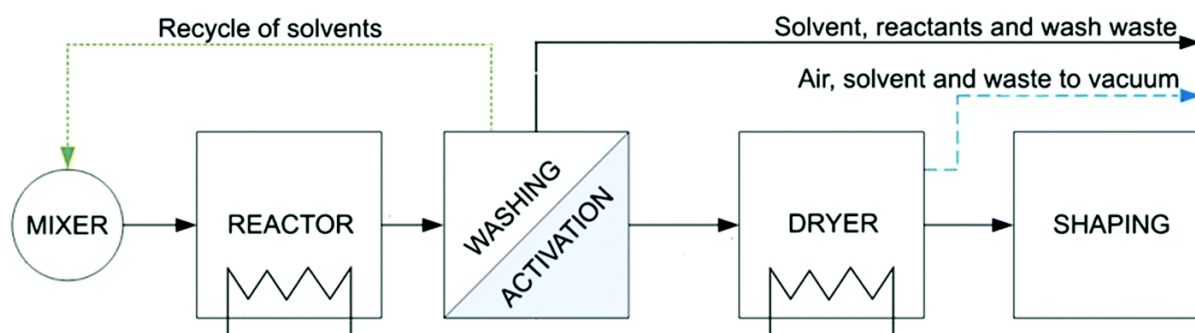 Recycle of solvents
Solvent, reactants and wash waste
Air, solvent and waste to vacuum
MIXER
REACTOR
WASHING
ACTIVATION
DRYER
SHAPING